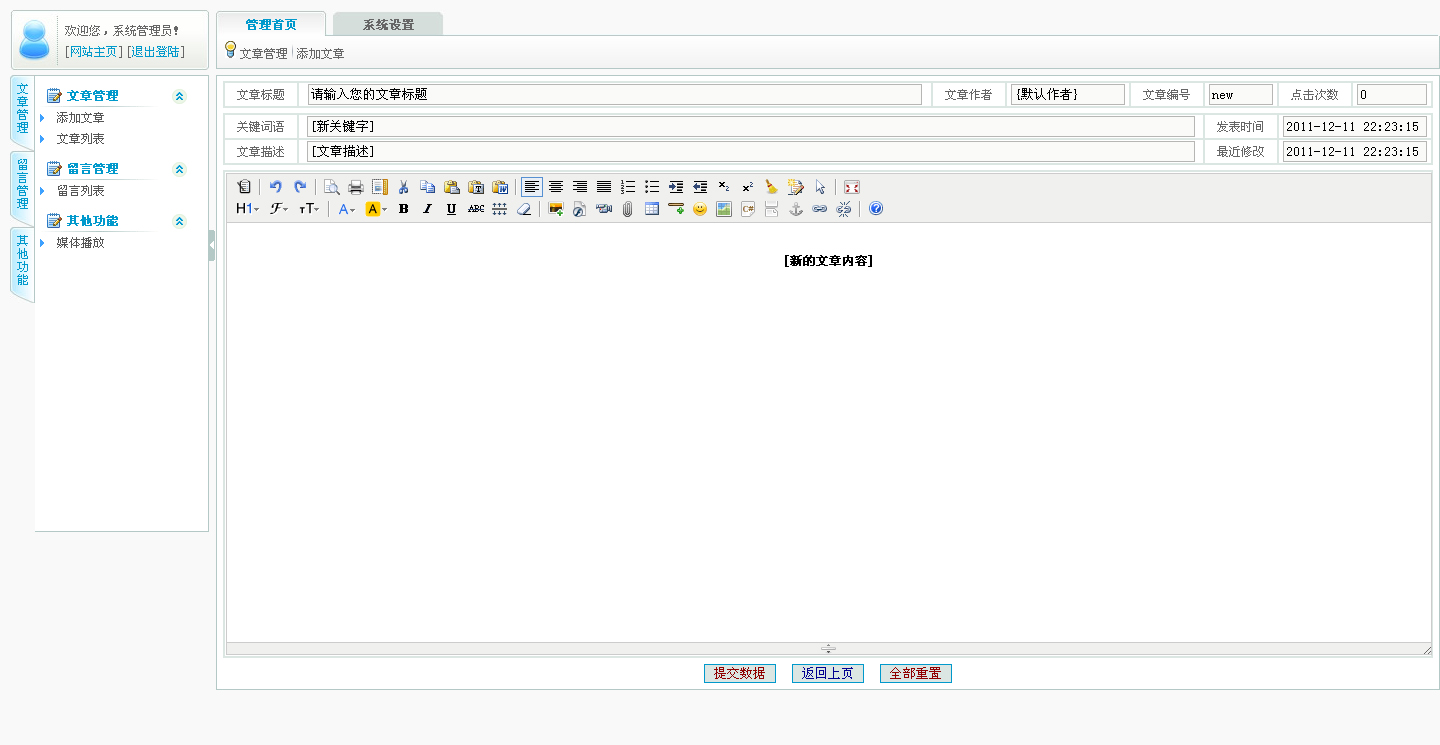 欢迎您，系统管理员!
[网站主页] [退出登陆]
管理首页 系统设置
文章管理 添加文章
文章管理
留言管理
其他功能
文章管理
添加文章
文章列表
留言管理
留言列表
其他功能
媒体播放
文章标题 请输入您的文章标题 文章作者 {默认作者} 文章编号 new 点击次数 0
关键词语 [新关键字] 发表时间 2011-12-11 22:23:15
文章描述 [文章描述] 最近修改 2011-12-11 22:23:15
H1 F TT A A B I U ABC C#
[新的文章内容]
提交数据 返回上页 全部重置